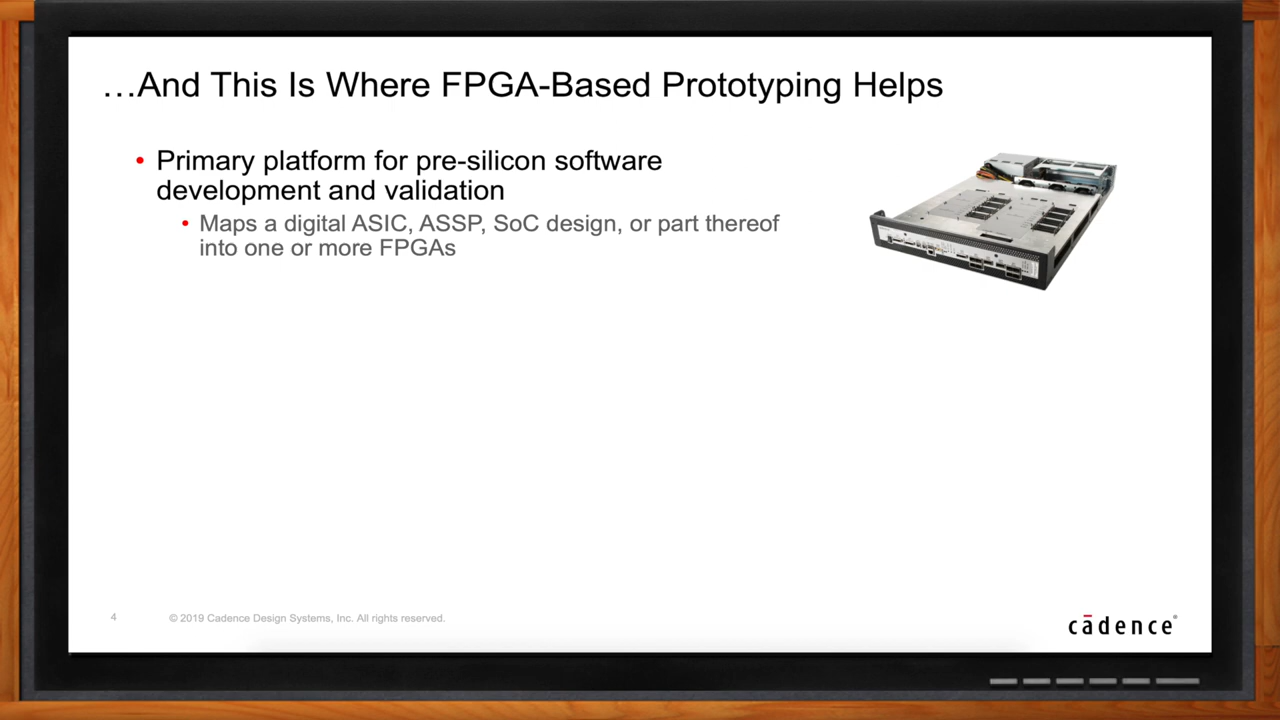 …And This Is Where FPGA-Based Prototyping Helps
• Primary platform for pre-silicon software
development and validation
• Maps a digital ASIC, ASSP, SoC design, or part thereof
into one or more FPGAs
4 © 2019 Cadence Design Systems, Inc. All rights reserved.
cādence®